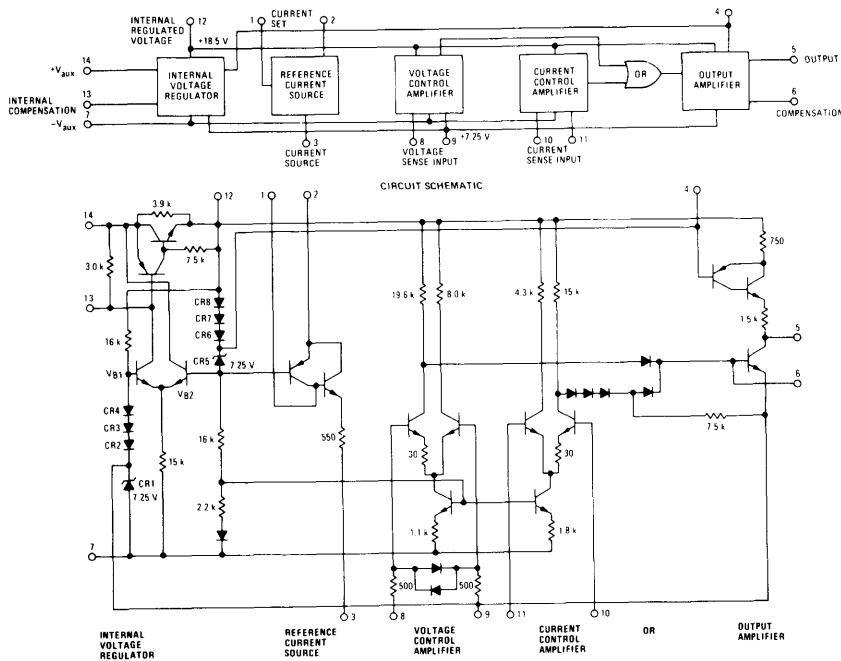 INTERNAL
REGULATED
VOLTAGE
12
+18.5 V
1
CURRENT
SET
2
4
14
+Vaux
INTERNAL
VOLTAGE
REGULATOR
REFERENCE
CURRENT
SOURCE
VOLTAGE
CONTROL
AMPLIFIER
CURRENT
CONTROL
AMPLIFIER
OR
OUTPUT
AMPLIFIER
5
OUTPUT
INTERNAL
COMPENSATION
13
6
COMPENSATION
7
-Vaux
3
CURRENT
SOURCE
8
VOLTAGE
SENSE INPUT
9
+7.25 V
10
CURRENT
SENSE INPUT
11
CIRCUIT SCHEMATIC
14
3.9 k
12
1
2
4
3.0 k
7.5 k
750
13
CR8
CR7
CR6
CR5
7.25 V
19.6 k
8.0 k
4.3 k
15 k
1.5 k
5
16 k
VB1
VB2
6
CR4
CR3
CR2
CR1
7.25 V
15 k
16 k
2.2 k
550
30
30
7.5 k
1.1 k
1.8 k
7
500
500
3
8
9
11
10
INTERNAL
VOLTAGE
REGULATOR
REFERENCE
CURRENT
SOURCE
VOLTAGE
CONTROL
AMPLIFIER
CURRENT
CONTROL
AMPLIFIER
OR
OUTPUT
AMPLIFIER